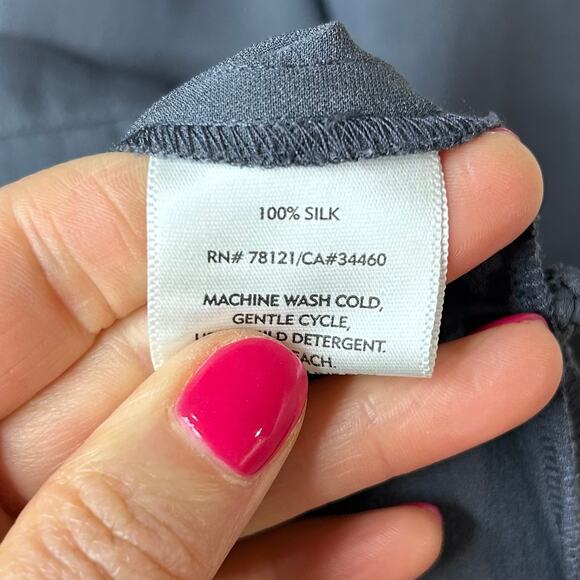 100% SILK
RN# 78121/CA#34460
MACHINE WASH COLD,
GENTLE CYCLE,
DETERGENT.